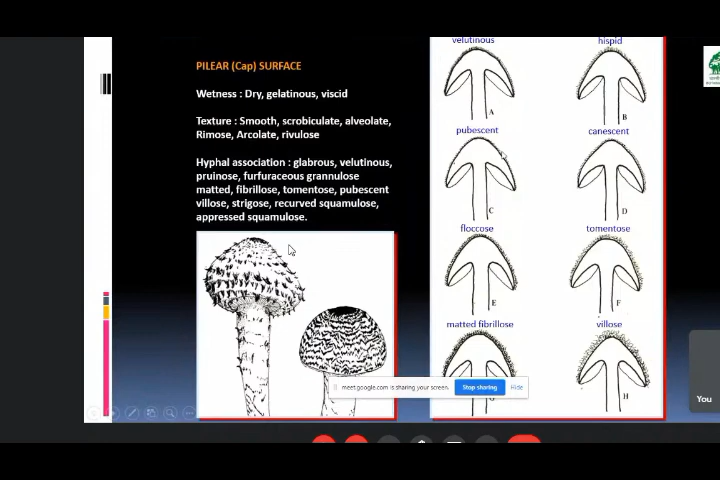 PILEAR (Cap) SURFACE
Wetness : Dry, gelatinous, viscid
Texture : Smooth, scrobiculate, alveolate,
Rimose, Arcolate, rivulose
Hyphal association : glabrous, velutinous,
pruinose, furfuraceous grannulose
matted, fibrillose, tomentose, pubescent
villose, strigose, recurved squamulose,
appressed squamulose.
velutinous
hispid
A
B
pubescent
canescent
C
D
floccose
tomentose
E
F
matted fibrillose
villose
G
H
meet.google.com is sharing your screen.
Stop sharing
Hide
You